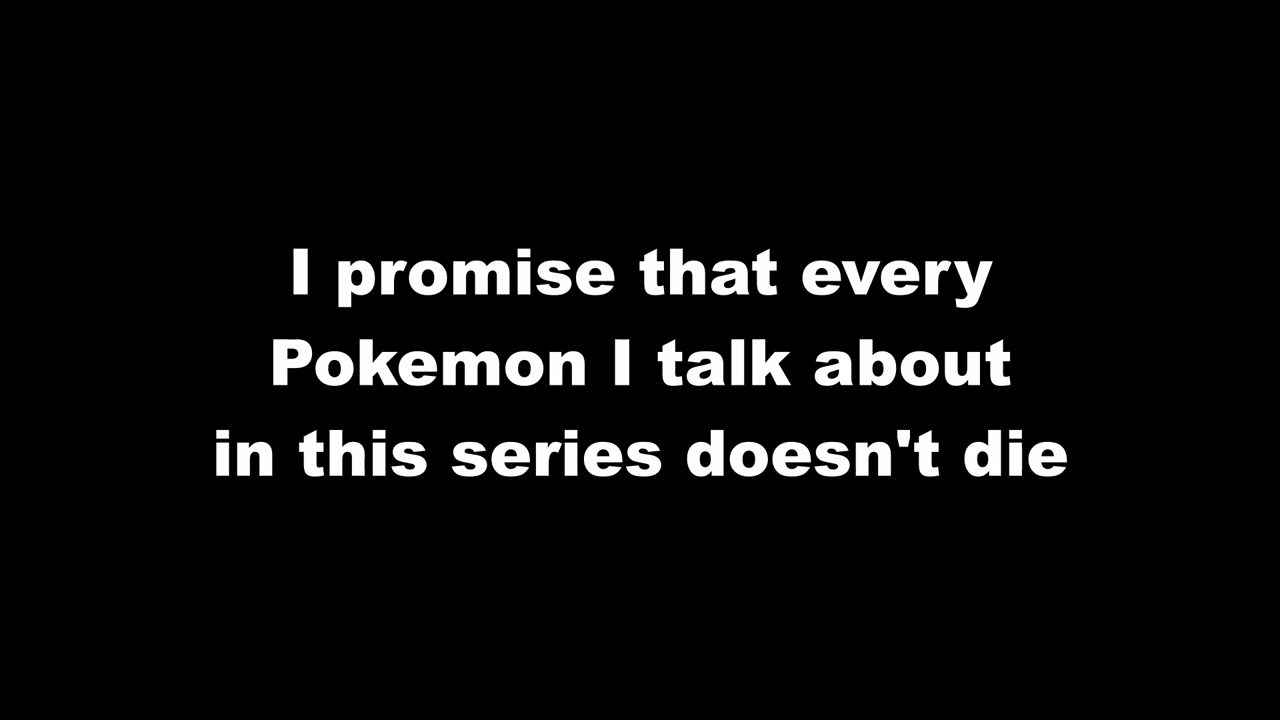 I promise that every
Pokemon I talk about
in this series doesn't die